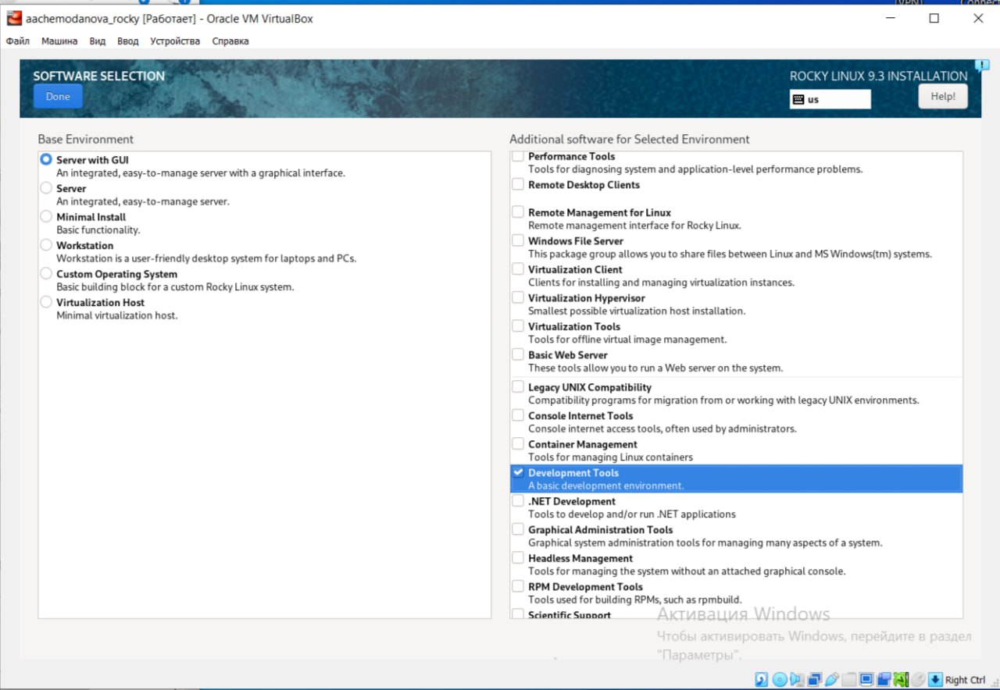 (VPN)
Connect
aachemodanova_rocky [Работает] - Oracle VM VirtualBox
Файл Машина Вид Ввод Устройства Справка
SOFTWARE SELECTION
ROCKY LINUX 9.3 INSTALLATION
Done
us
Help!
Base Environment
Server with GUI
An integrated, easy-to-manage server with a graphical interface.
Server
An integrated, easy-to-manage server.
Minimal Install
Basic functionality.
Workstation
Workstation is a user-friendly desktop system for laptops and PCs.
Custom Operating System
Basic building block for a custom Rocky Linux system.
Virtualization Host
Minimal virtualization host.
Additional software for Selected Environment
Performance Tools
Tools for diagnosing system and application-level performance problems.
Remote Desktop Clients
Remote Management for Linux
Remote management interface for Rocky Linux.
Windows File Server
This package group allows you to share files between Linux and MS Windows(tm) systems.
Virtualization Client
Clients for installing and managing virtualization instances.
Virtualization Hypervisor
Smallest possible virtualization host installation.
Virtualization Tools
Tools for offline virtual image management.
Basic Web Server
These tools allow you to run a Web server on the system.
Legacy UNIX Compatibility
Compatibility programs for migration from or working with legacy UNIX environments.
Console Internet Tools
Console internet access tools, often used by administrators.
Container Management
Tools for managing Linux containers
Development Tools
A basic development environment.
.NET Development
Tools to develop and/or run .NET applications
Graphical Administration Tools
Graphical system administration tools for managing many aspects of a system.
Headless Management
Tools for managing the system without an attached graphical console.
RPM Development Tools
Tools used for building RPMs, such as rpmbuild.
Scientific Support
Активация Windows
Чтобы активировать Windows, перейдите в раздел
"Параметры".
Right Ctrl